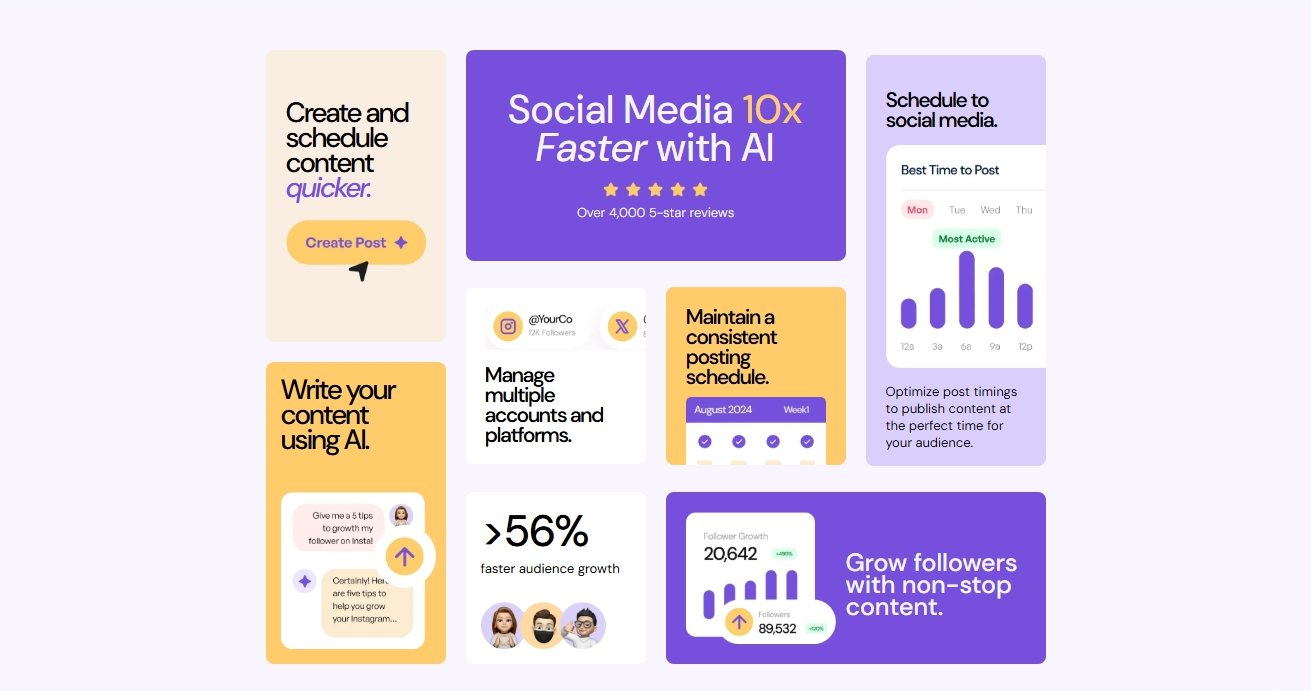 Create and
schedule
content
quicker.
Create Post
Social Media 10x
Faster with AI
Over 4,000 5-star reviews
Schedule to
social media.
Best Time to Post
Mon Tue Wed Thu
Most Active
12a 3a 6a 9a 12p
Optimize post timings
to publish content at
the perfect time for
your audience.
@YourCo
12K Followers
Manage
multiple
accounts and
platforms.
Maintain a
consistent
posting
schedule.
August 2024 Week1
Write your
content
using AI.
Give me a 5 tips
to growth my
follower on Insta!
Certainly! Here
are five tips to
help you grow
your Instagram...
>56%
faster audience growth
Follower Growth
20,642 +490%
Followers
89,532 +120%
Grow followers
with non-stop
content.